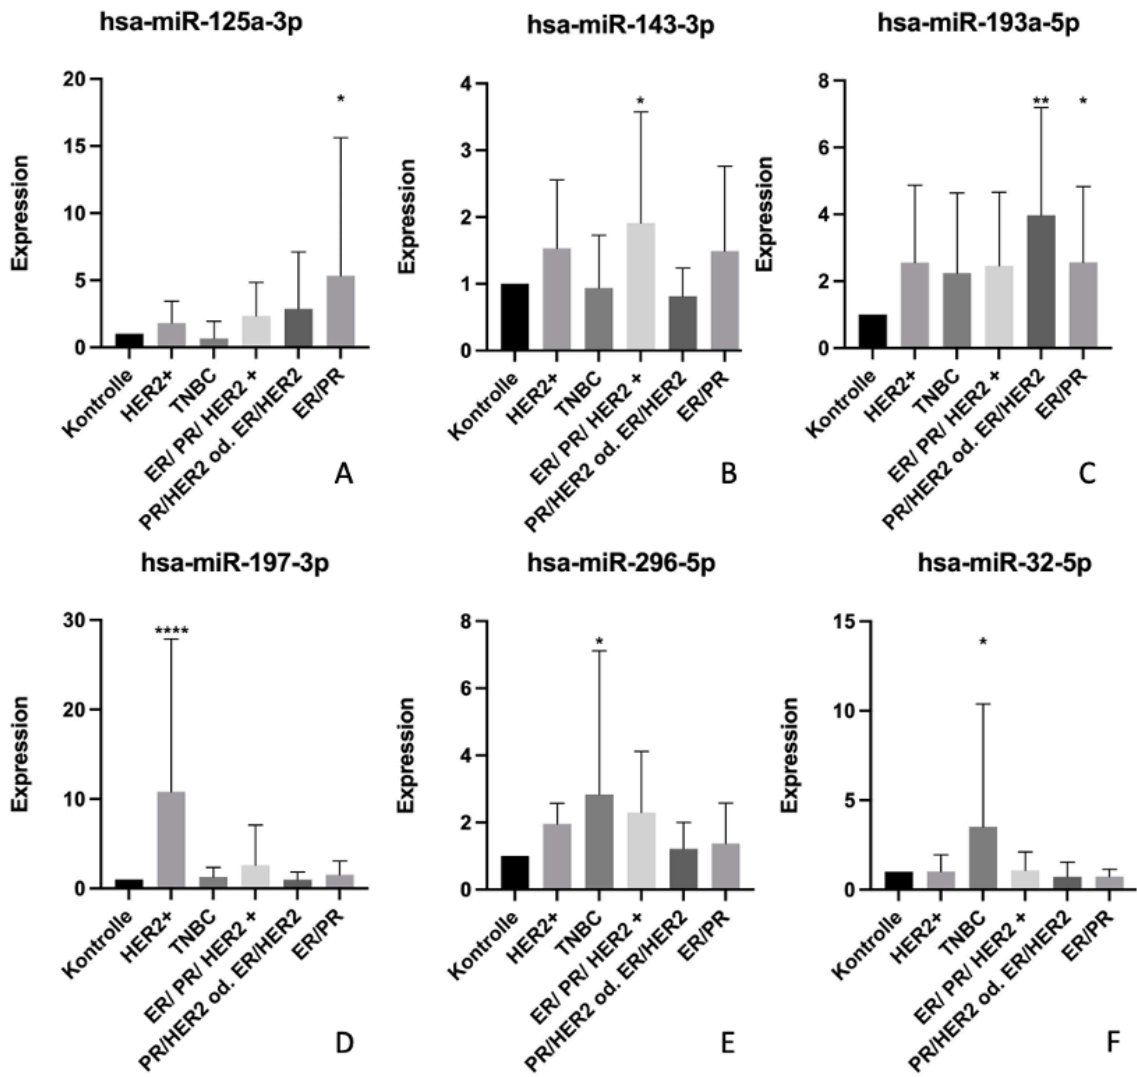 hsa-miR-125a-3p
Expression
20
15
10
5
0
*
Kontrolle
HER2+
TNBC
ER/ PR/ HER2 +
PR/HER2 od. ER/HER2
ER/PR
A
hsa-miR-143-3p
Expression
4
3
2
1
0
*
Kontrolle
HER2+
TNBC
ER/ PR/ HER2 +
PR/HER2 od. ER/HER2
ER/PR
B
hsa-miR-193a-5p
Expression
8
6
4
2
0
**
*
Kontrolle
HER2+
TNBC
ER/ PR/ HER2 +
PR/HER2 od. ER/HER2
ER/PR
C
hsa-miR-197-3p
Expression
30
20
10
0
****
Kontrolle
HER2+
TNBC
ER/ PR/ HER2 +
PR/HER2 od. ER/HER2
ER/PR
D
hsa-miR-296-5p
Expression
8
6
4
2
0
*
Kontrolle
HER2+
TNBC
ER/ PR/ HER2 +
PR/HER2 od. ER/HER2
ER/PR
E
hsa-miR-32-5p
Expression
15
10
5
0
*
Kontrolle
HER2+
TNBC
ER/ PR/ HER2 +
PR/HER2 od. ER/HER2
ER/PR
F